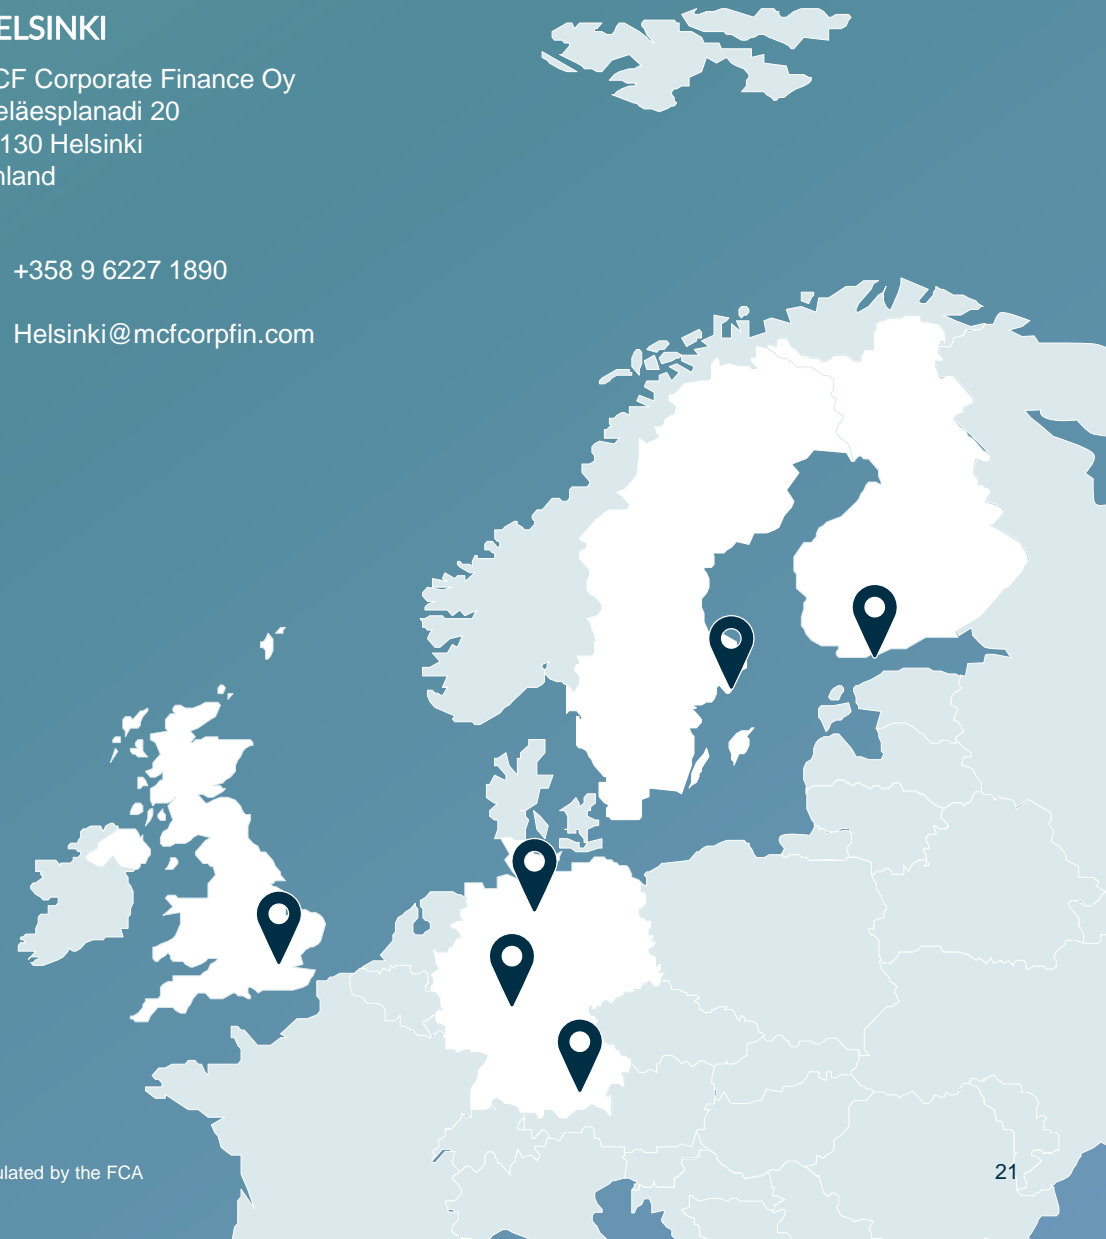 ELSINKI
CF Corporate Finance Oy
eläesplanadi 20
130 Helsinki
nland
+358 9 6227 1890
Helsinki@mcfcorpfin.com
ulated by the FCA
21